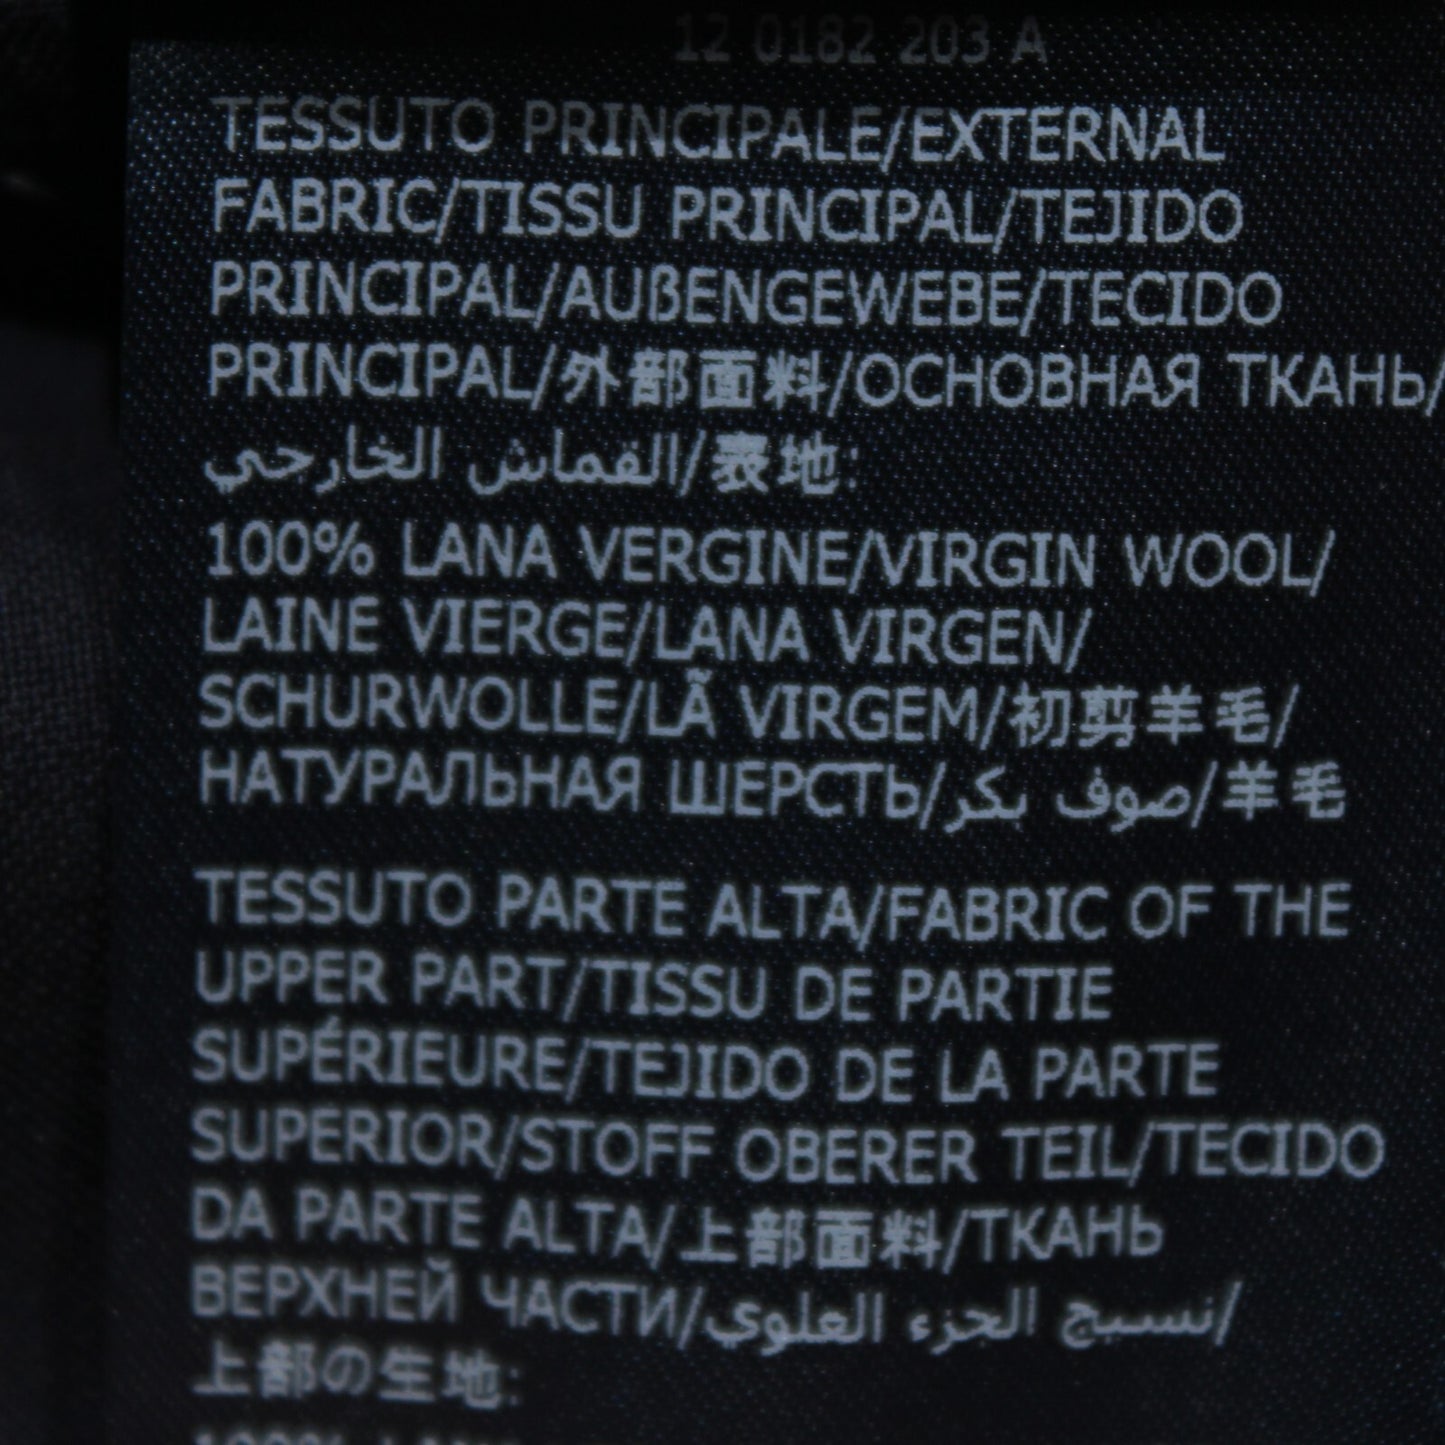 12 0182 203 A
TESSUTO PRINCIPALE/EXTERNAL
FABRIC/TISSU PRINCIPAL/TEJIDO
PRINCIPAL/AUßENGEWEBE/TECIDO
PRINCIPAL/外部面料/ОСНОВНАЯ ТКАНЬ/
القماش الخارجي/表地:
100% LANA VERGINE/VIRGIN WOOL/
LAINE VIERGE/LANA VIRGEN/
SCHURWOLLE/LÃ VIRGEM/初剪羊毛/
НАТУРАЛЬНАЯ ШЕРСТЬ/صوف بكر/羊毛
TESSUTO PARTE ALTA/FABRIC OF THE
UPPER PART/TISSU DE PARTIE
SUPÉRIEURE/TEJIDO DE LA PARTE
SUPERIOR/STOFF OBERER TEIL/TECIDO
DA PARTE ALTA/上部面料/ТКАНЬ
ВЕРХНЕЙ ЧАСТИ/نسيج الجزء العلوي/
上部の生地: